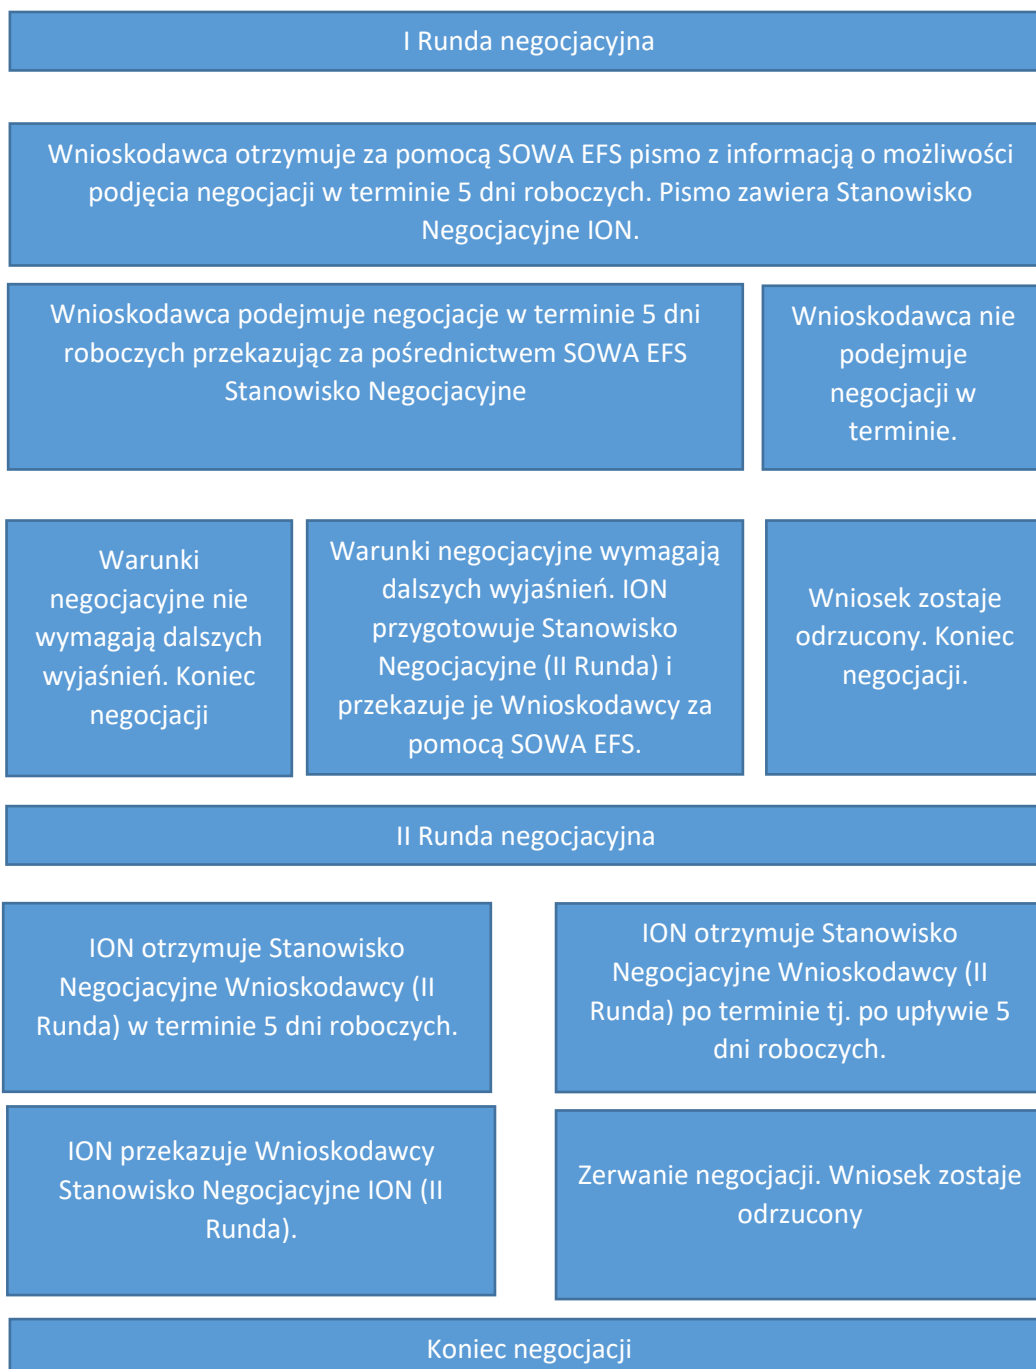 I Runda negocjacyjna
Wnioskodawca otrzymuje za pomocą SOWA EFS pismo z informacją o możliwości
podjęcia negocjacji w terminie 5 dni roboczych. Pismo zawiera Stanowisko
Negocjacyjne ION.
Wnioskodawca podejmuje negocjacje w terminie 5 dni
roboczych przekazując za pośrednictwem SOWA EFS
Stanowisko Negocjacyjne
Wnioskodawca nie
podejmuje
negocjacji w
terminie.
Warunki
negocjacyjne nie
wymagają dalszych
wyjaśnień. Koniec
negocjacji
Warunki negocjacyjne wymagają
dalszych wyjaśnień. ION
przygotowuje Stanowisko
Negocjacyjne (II Runda) i
przekazuje je Wnioskodawcy za
pomocą SOWA EFS.
Wniosek zostaje
odrzucony. Koniec
negocjacji.
II Runda negocjacyjna
ION otrzymuje Stanowisko
Negocjacyjne Wnioskodawcy (II
Runda) w terminie 5 dni roboczych.
ION otrzymuje Stanowisko
Negocjacyjne Wnioskodawcy (II
Runda) po terminie tj. po upływie 5
dni roboczych.
ION przekazuje Wnioskodawcy
Stanowisko Negocjacyjne ION (II
Runda).
Zerwanie negocjacji. Wniosek zostaje
odrzucony
Koniec negocjacji